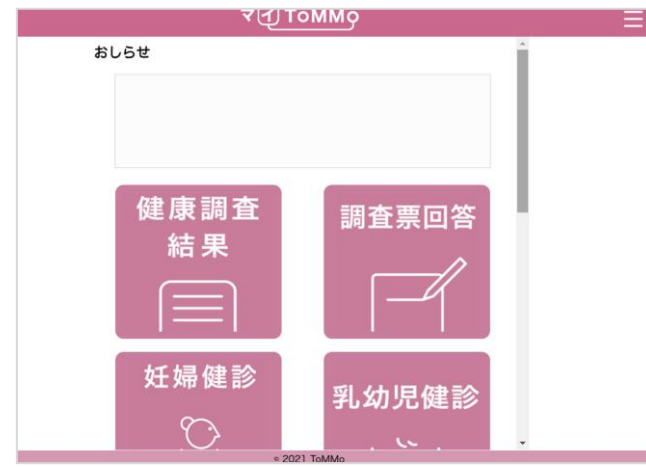 マイToMMo
おしらせ
健康調査
結果
調査票回答
妊婦健診
乳幼児健診
© 2021 ToMMo